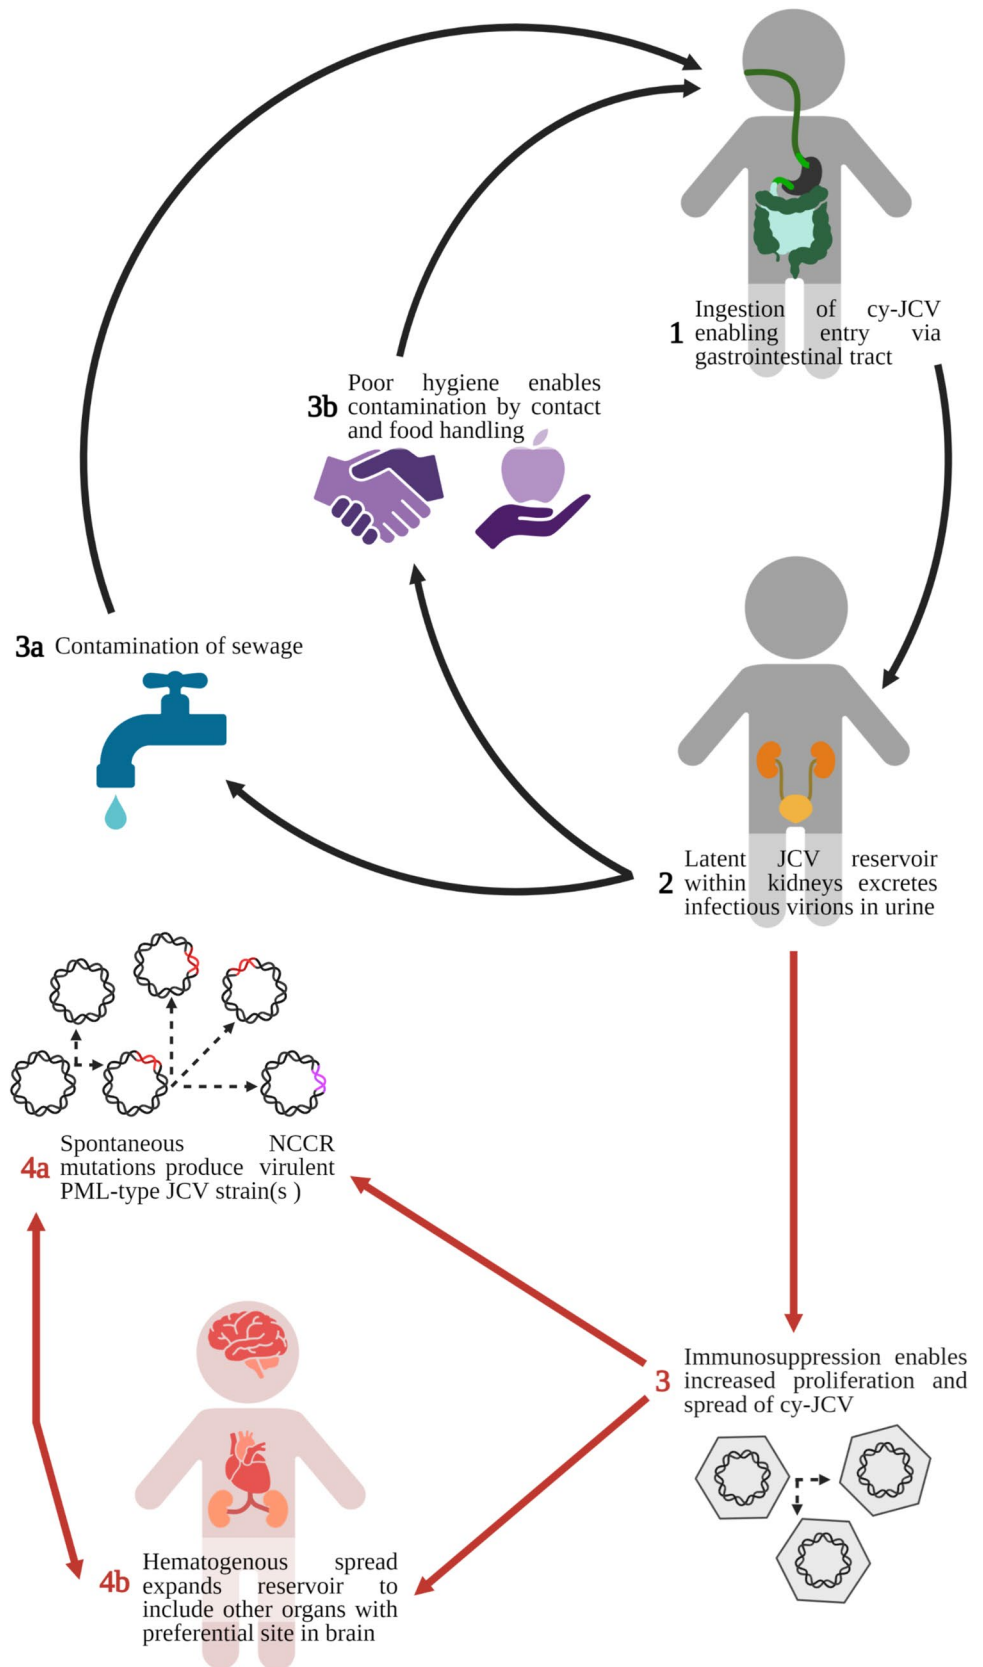 1 Ingestion of cy-JCV
enabling entry via
gastrointestinal tract
3b Poor hygiene enables
contamination by contact
and food handling
3a Contamination of sewage
2 Latent JCV reservoir
within kidneys excretes
infectious virions in urine
4a Spontaneous NCCR
mutations produce virulent
PML-type JCV strain(s )
3 Immunosuppression enables
increased proliferation and
spread of cy-JCV
4b Hematogenous spread
expands reservoir to
include other organs with
preferential site in brain